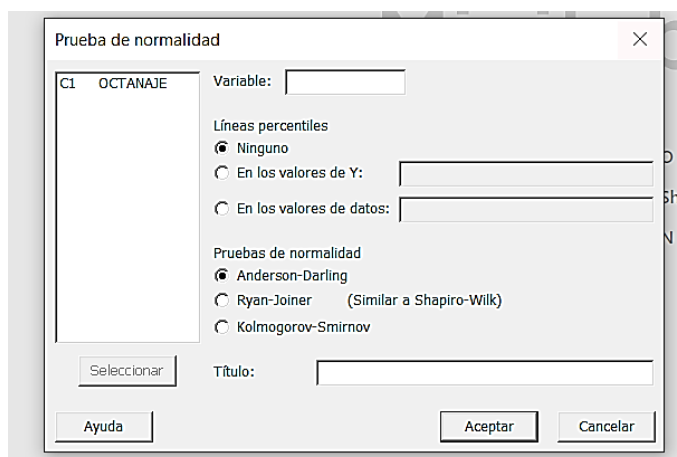 Prueba de normalidad
C1 OCTANAJE
Variable:
Líneas percentiles
Ninguno
En los valores de Y:
En los valores de datos:
Pruebas de normalidad
Anderson-Darling
Ryan-Joiner (Similar a Shapiro-Wilk)
Kolmogorov-Smirnov
Seleccionar
Título:
Ayuda
Aceptar
Cancelar